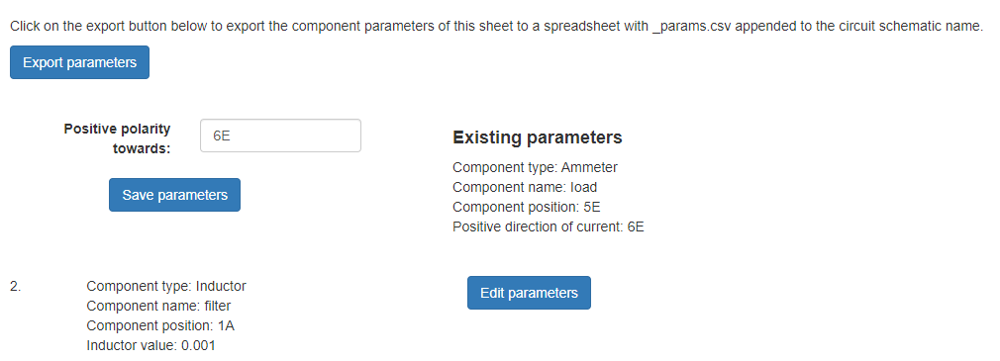 Click on the export button below to export the component parameters of this sheet to a spreadsheet with _params.csv appended to the circuit schematic name.
Export parameters
Positive polarity
towards:
6E
Save parameters
Existing parameters
Component type: Ammeter
Component name: load
Component position: 5E
Positive direction of current: 6E
2.
Component type: Inductor
Component name: filter
Component position: 1A
Inductor value: 0.001
Edit parameters